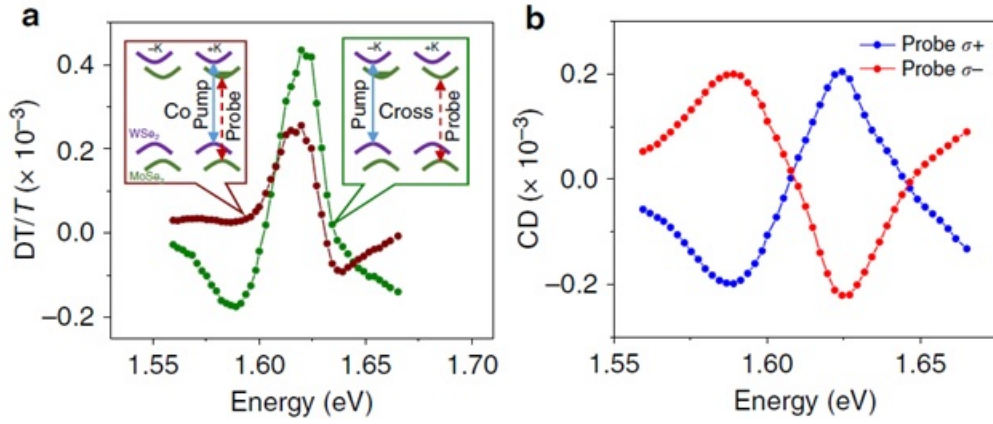 a
DT/T (× 10⁻³)
0.4
0.2
0.0
−0.2
1.55
1.60
1.65
1.70
Energy (eV)
−K
+K
Co
Pump
Probe
WSe₂
−K
+K
Pump
Cross
Probe
b
CD (× 10⁻³)
0.2
0.0
−0.2
1.55
1.60
1.65
Energy (eV)
Probe σ+
Probe σ−